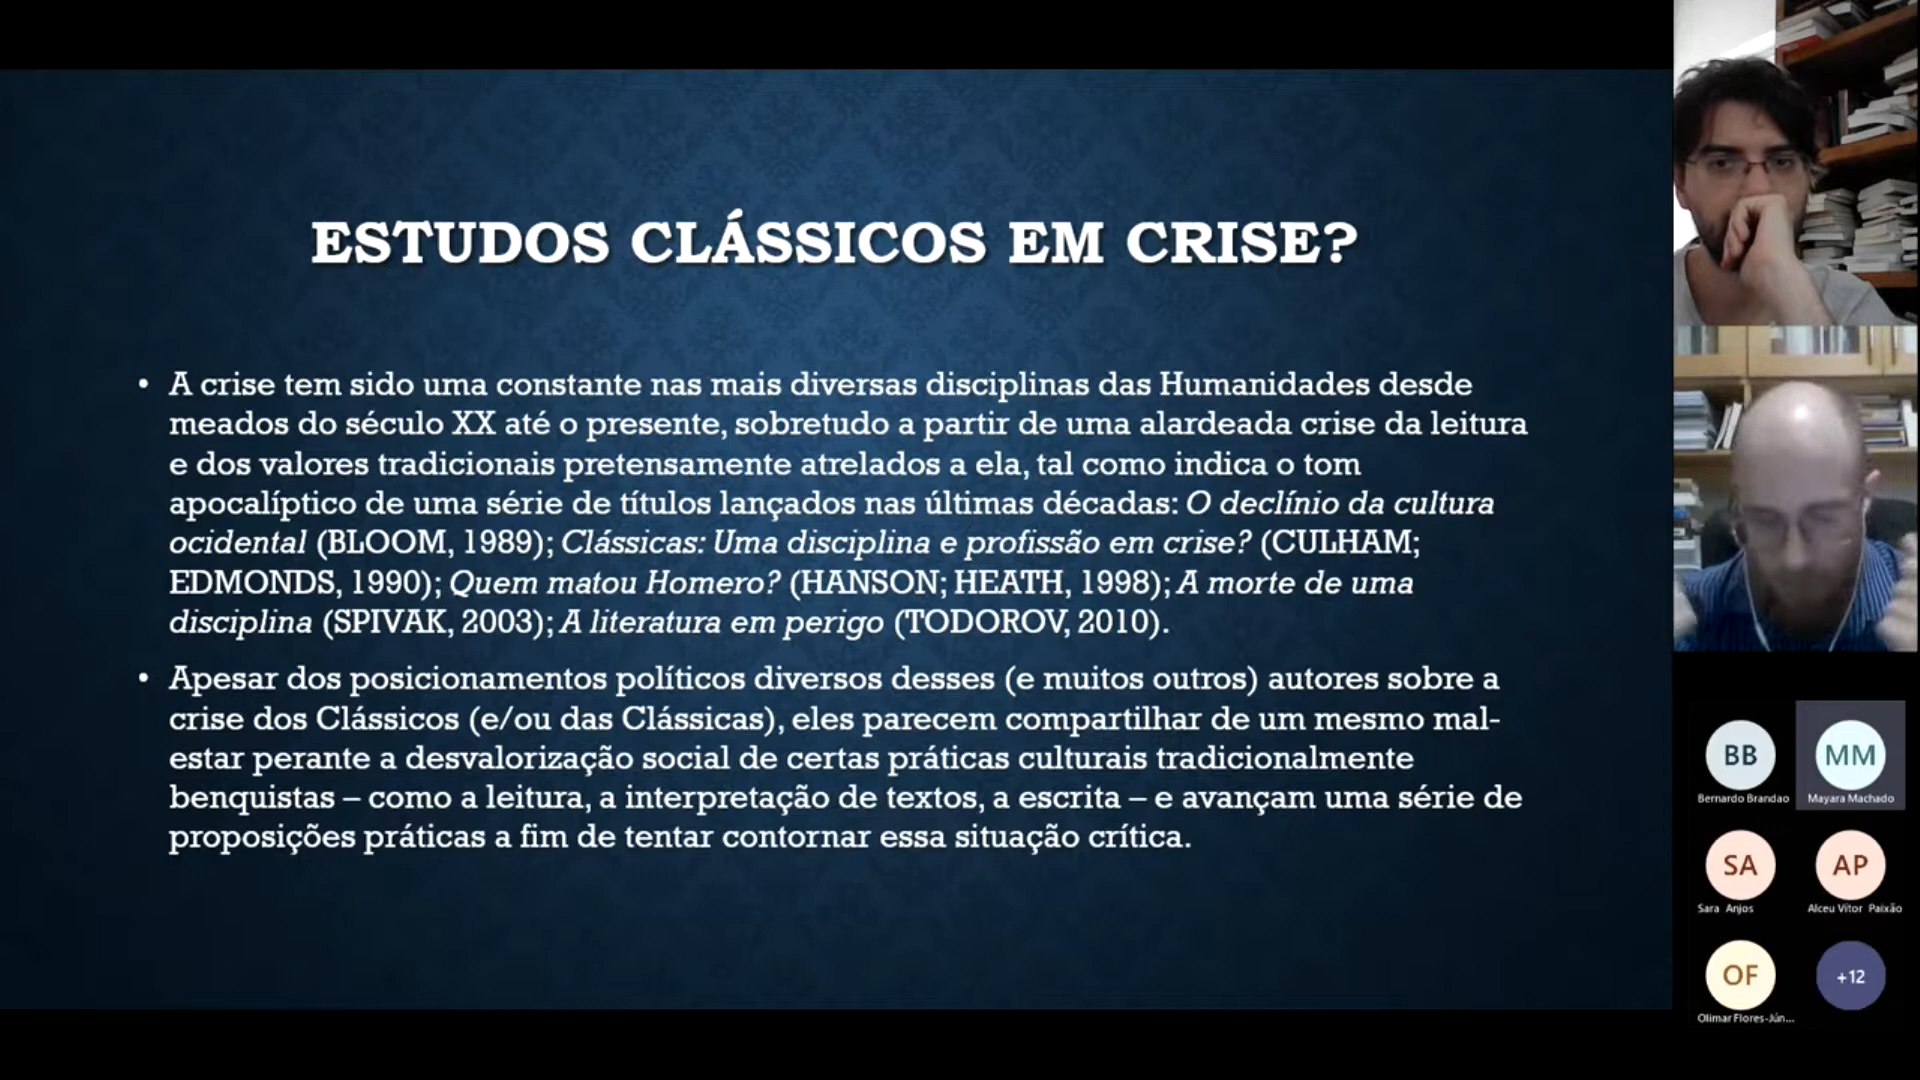 ESTUDOS CLÁSSICOS EM CRISE?
• A crise tem sido uma constante nas mais diversas disciplinas das Humanidades desde
meados do século XX até o presente, sobretudo a partir de uma alardeada crise da leitura
e dos valores tradicionais pretensamente atrelados a ela, tal como indica o tom
apocalíptico de uma série de títulos lançados nas últimas décadas: O declínio da cultura
ocidental (BLOOM, 1989); Clássicas: Uma disciplina e profissão em crise? (CULHAM;
EDMONDS, 1990); Quem matou Homero? (HANSON; HEATH, 1998); A morte de uma
disciplina (SPIVAK, 2003); A literatura em perigo (TODOROV, 2010).
• Apesar dos posicionamentos políticos diversos desses (e muitos outros) autores sobre a
crise dos Clássicos (e/ou das Clássicas), eles parecem compartilhar de um mesmo mal-
estar perante a desvalorização social de certas práticas culturais tradicionalmente
benquistas – como a leitura, a interpretação de textos, a escrita – e avançam uma série de
proposições práticas a fim de tentar contornar essa situação crítica.
BB MM
Bernardo Brandao Mayara Machado
SA AP
Sara Anjos Alceu Vítor Paixão
OF +12
Olimar Flores-Jún...